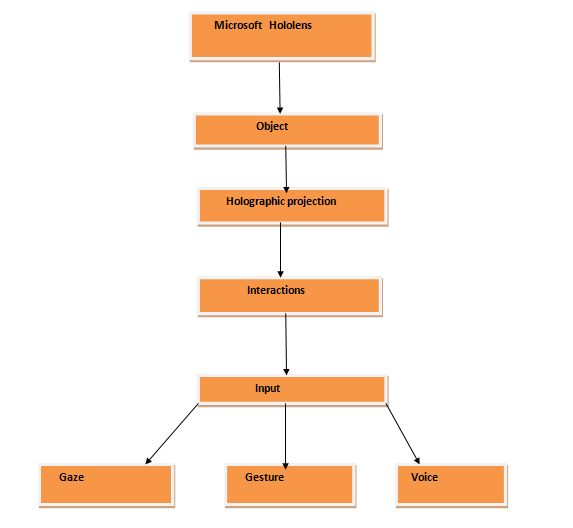 Microsoft Hololens
Object
Holographic projection
Interactions
Input
Gaze
Gesture
Voice